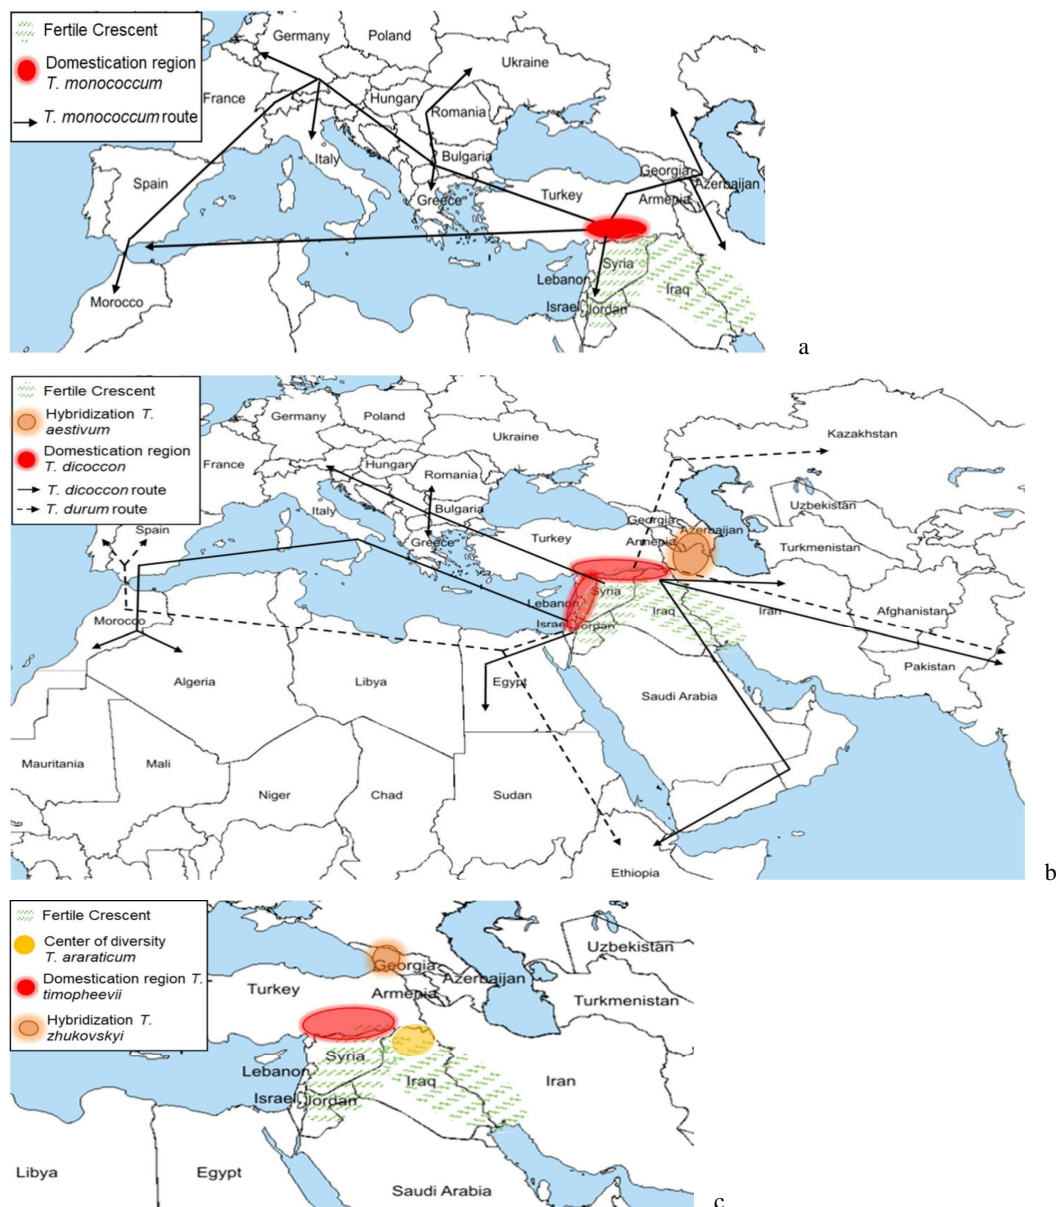 Fertile Crescent
Domestication region
T. monococcum
T. monococcum route
Germany
Poland
Ukraine
France
Hungary
Romania
Italy
Bulgaria
Georgia
Spain
Greece
Turkey
Armenia
Azerbaijan
Syria
Lebanon
Iraq
Morocco
Israel
Jordan
a
Fertile Crescent
Hybridization T.
aestivum
Domestication region
T. dicoccon
T. dicoccon route
T. durum route
Germany
Poland
Ukraine
Kazakhstan
France
Hungary
Romania
Uzbekistan
Italy
Bulgaria
Georgia
Azerbaijan
Spain
Greece
Turkey
Armenia
Turkmenistan
Syria
Lebanon
Iraq
Iran
Afghanistan
Morocco
Israel
Jordan
Pakistan
Algeria
Libya
Egypt
Saudi Arabia
Mauritania
Mali
Niger
Chad
Sudan
Ethiopia
b
Fertile Crescent
Center of diversity
T. araraticum
Domestication region T.
timopheevii
Hybridization T.
zhukovskyi
Uzbekistan
Georgia
Azerbaijan
Turkey
Armenia
Turkmenistan
Syria
Lebanon
Iraq
Iran
Israel
Jordan
Libya
Egypt
Saudi Arabia
c